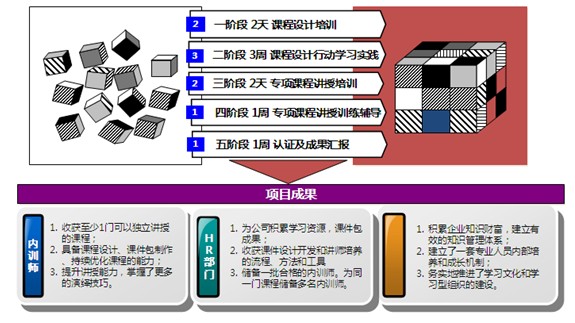 2 一阶段 2天 课程设计培训
3 二阶段 3周 课程设计行动学习实践
2 三阶段 2天 专项课程讲授培训
1 四阶段 1周 专项课程讲授训练辅导
1 五阶段 1周 认证及成果汇报
项目成果
内训师
1. 收获至少1门可以独立讲授
的课程；
2. 具备课程设计、课件包制作
、持续优化课程的能力；
3. 提升讲授能力，掌握了更多
的演绎技巧。
HR部门
1. 为公司积累学习资源，课件包
成果；
2. 收获课件设计开发和讲师培养
的流程、方法和工具
3. 储备一批合格的内训师。为同
一门课程储备多名内训师。
1. 积累企业知识财富，建立有
效的知识管理体系；
2. 建立了一套专业人员内部培
养和成长机制；
3. 务实地推进了学习文化和学
习型组织的建设。